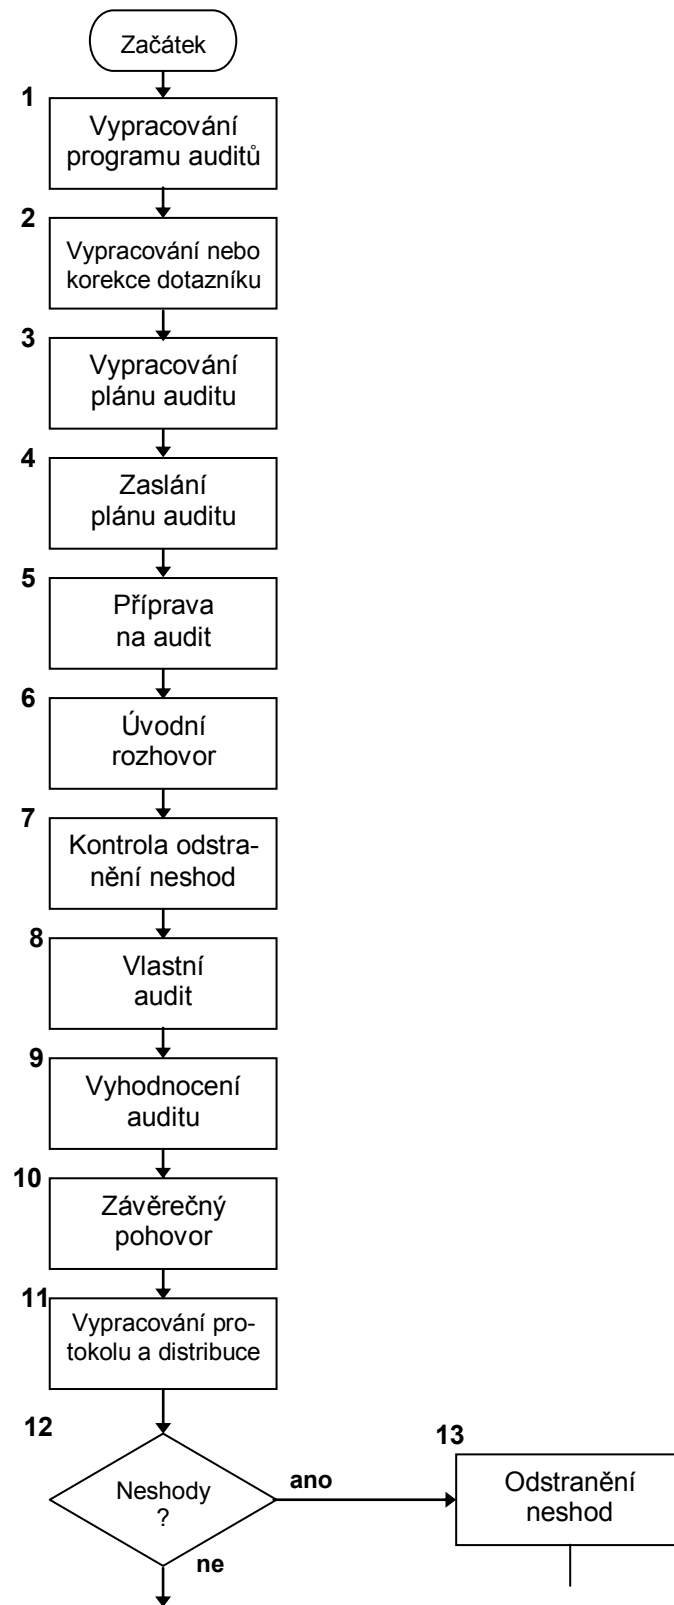 Začátek
1
Vypracování
programu auditů
2
Vypracování nebo
korekce dotazníku
3
Vypracování
plánu auditu
4
Zaslání
plánu auditu
5
Příprava
na audit
6
Úvodní
rozhovor
7
Kontrola odstra-
nění neshod
8
Vlastní
audit
9
Vyhodnocení
auditu
10
Závěrečný
pohovor
11
Vypracování pro-
tokolu a distribuce
12
Neshody
?
ano
ne
13
Odstranění
neshod